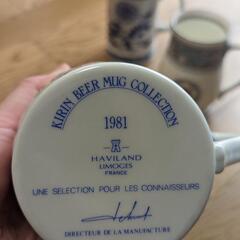 KIRIN BEER MUG COLLECTION
1981
HAVILAND
LIMOGES
FRANCE
UNE SELECTION POUR LES CONNAISSEURS
DIRECTEUR DE LA MANUFACTURE